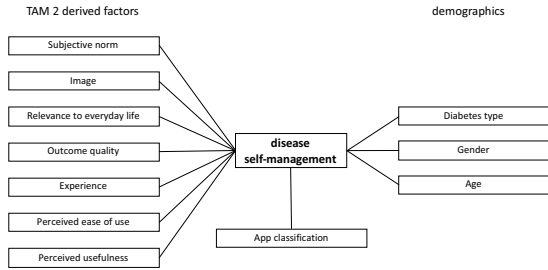 TAM 2 derived factors
demographics
Subjective norm
Image
Relevance to everyday life
Outcome quality
Experience
Perceived ease of use
Perceived usefulness
disease
self-management
App classification
Diabetes type
Gender
Age